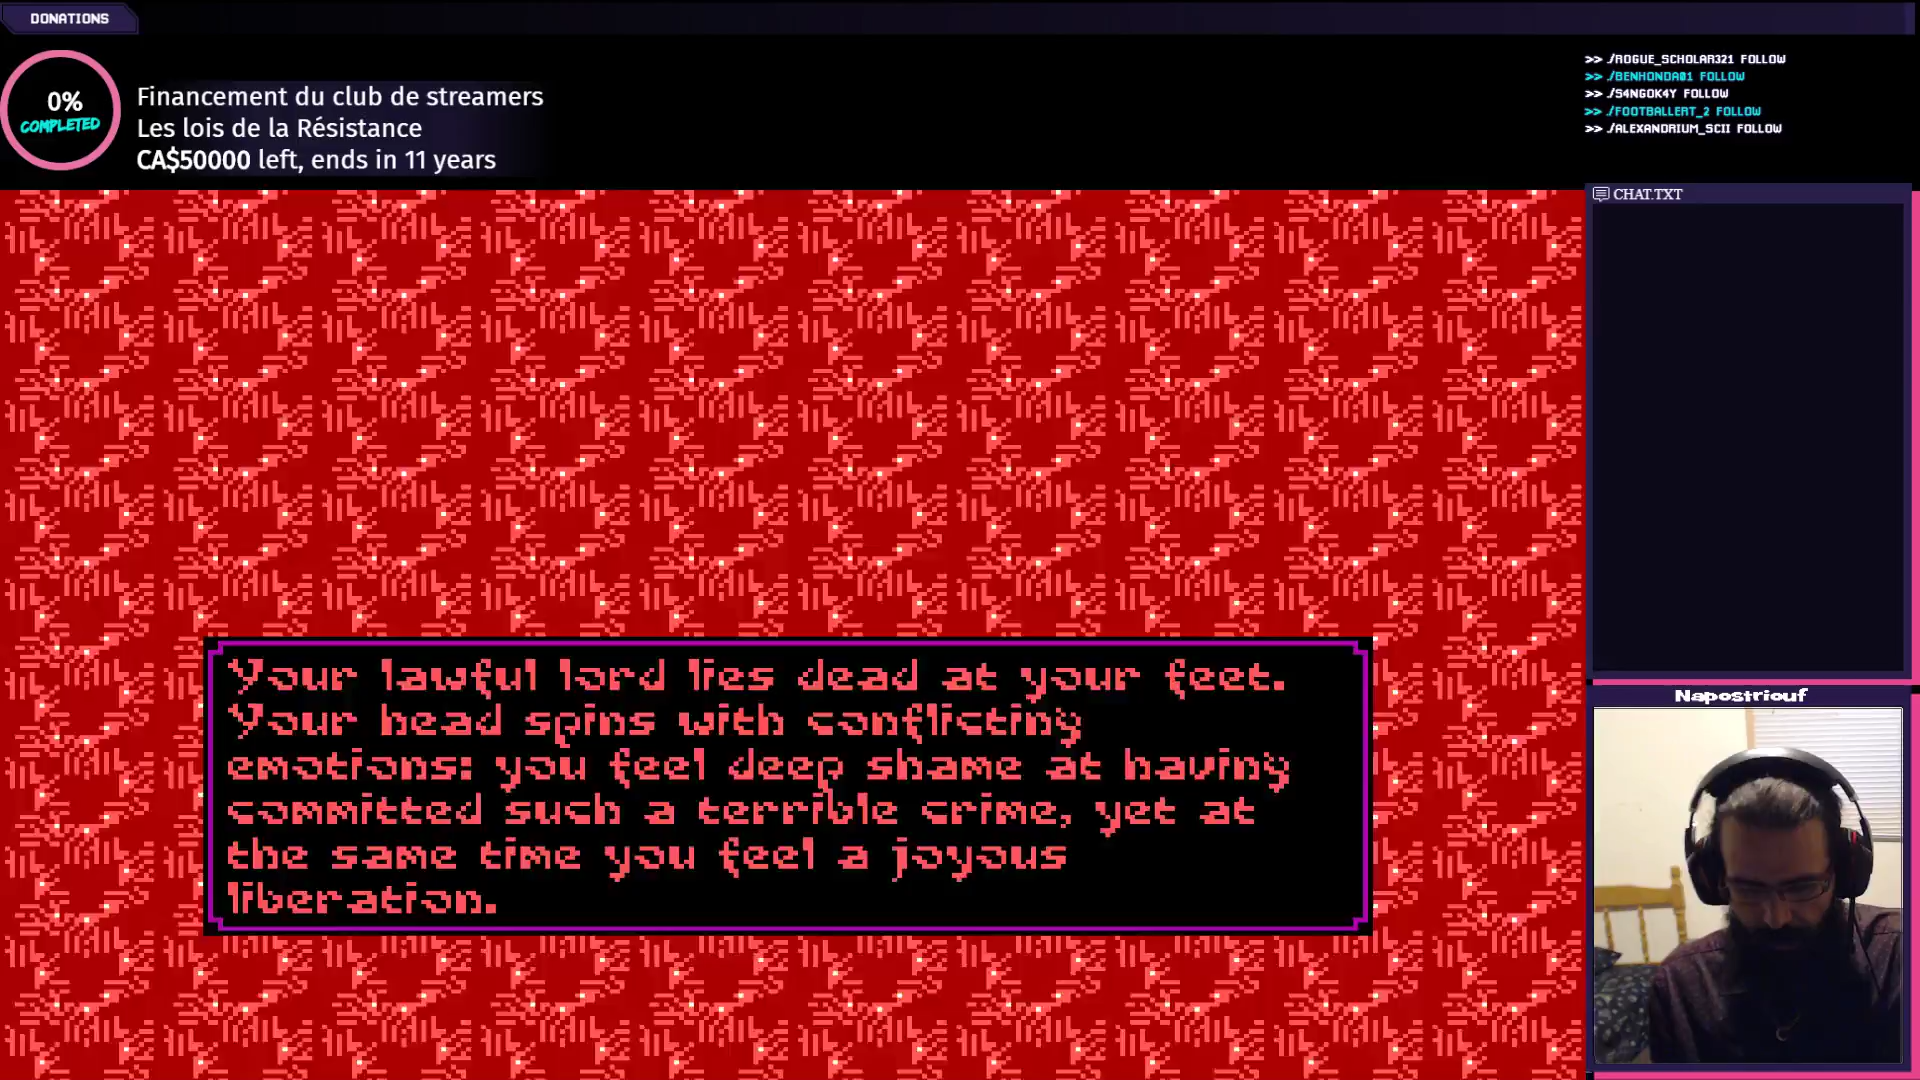 DONATIONS
0%
COMPLETED
Financement du club de streamers
Les lois de la Résistance
CA$50000 left, ends in 11 years
>> ./ROGUE_SCHOLAR321 FOLLOW
>> ./BENHONDA01 FOLLOW
>> ./S4NGOK4Y FOLLOW
>> ./FOOTBALLERT_2 FOLLOW
>> ./ALEXANDRIUM_SCII FOLLOW
CHAT.TXT
Your lawful lord lies dead at your feet.
Your head spins with conflicting
emotions: you feel deep shame at having
committed such a terrible crime, yet at
the same time you feel a joyous
liberation.
Napostriouf